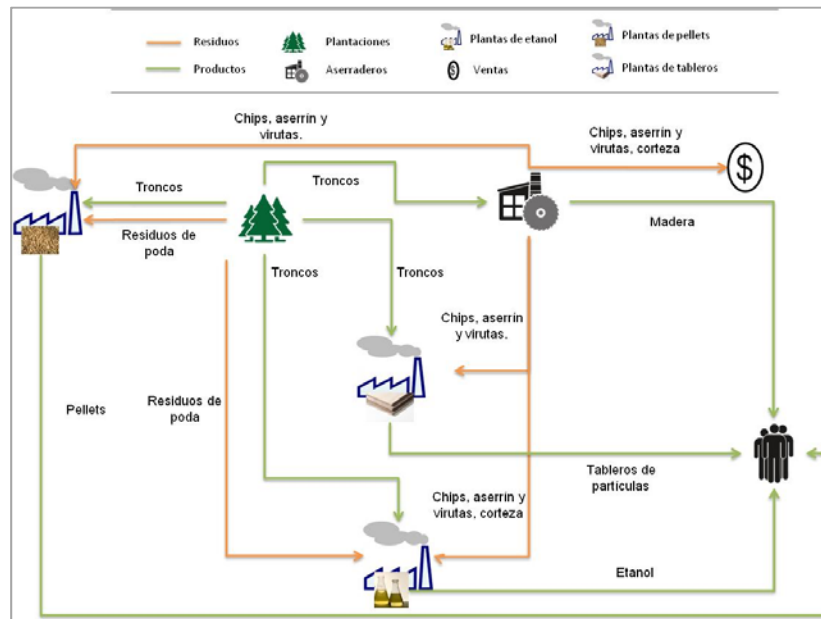 Residuos
Plantaciones
Plantas de etanol
Plantas de pellets
Productos
Aserraderos
$
Ventas
Plantas de tableros
Chips, aserrín y
virutas.
Chips, aserrín y
virutas, corteza
$
Troncos
Troncos
Madera
Residuos de
poda
Troncos
Troncos
Chips, aserrín
y virutas.
Pellets
Residuos de
poda
Tableros de
partículas
Chips, aserrín y
virutas, corteza
Etanol